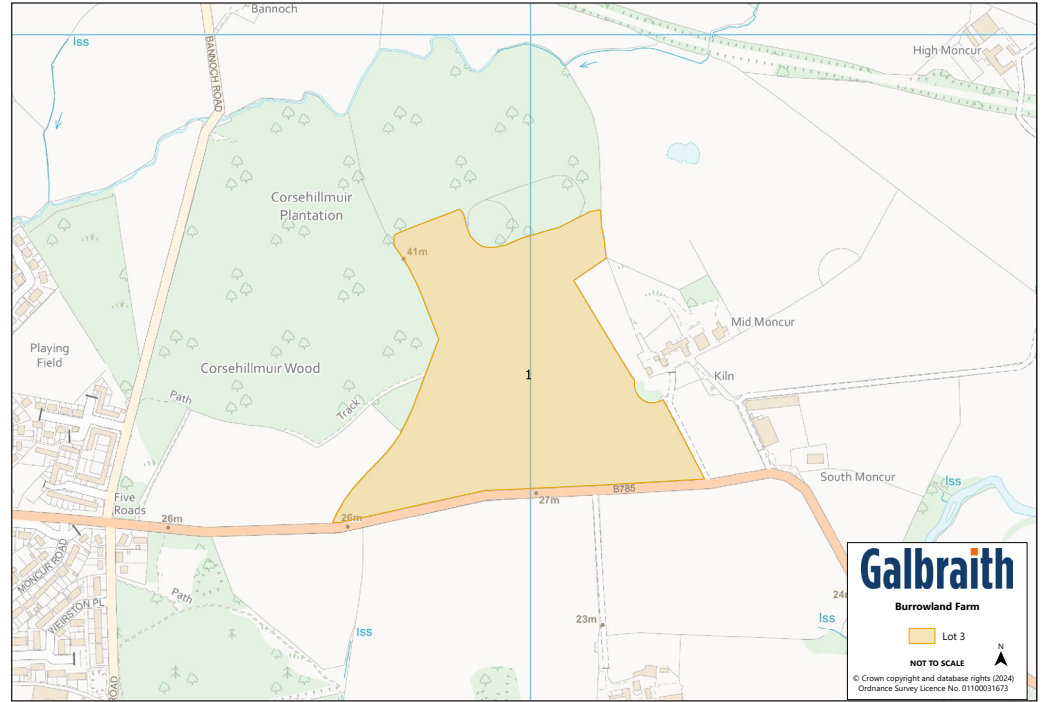 Bannoch
Iss
BANNOCH ROAD
High Moncur
Corsehillmuir
Plantation
41m
Mid Moncur
Playing
Field
Corsehillmuir Wood
1
Kiln
Path
Track
South Moncur
Iss
B785
27m
Five
Roads
26m
26m
MONCUR ROAD
WEIRSTON PL
Path
Iss
23m
24m
Iss
ROAD
Galbraith
Burrowland Farm
Lot 3
NOT TO SCALE
N
© Crown copyright and database rights (2024)
Ordnance Survey Licence No. 01100031673